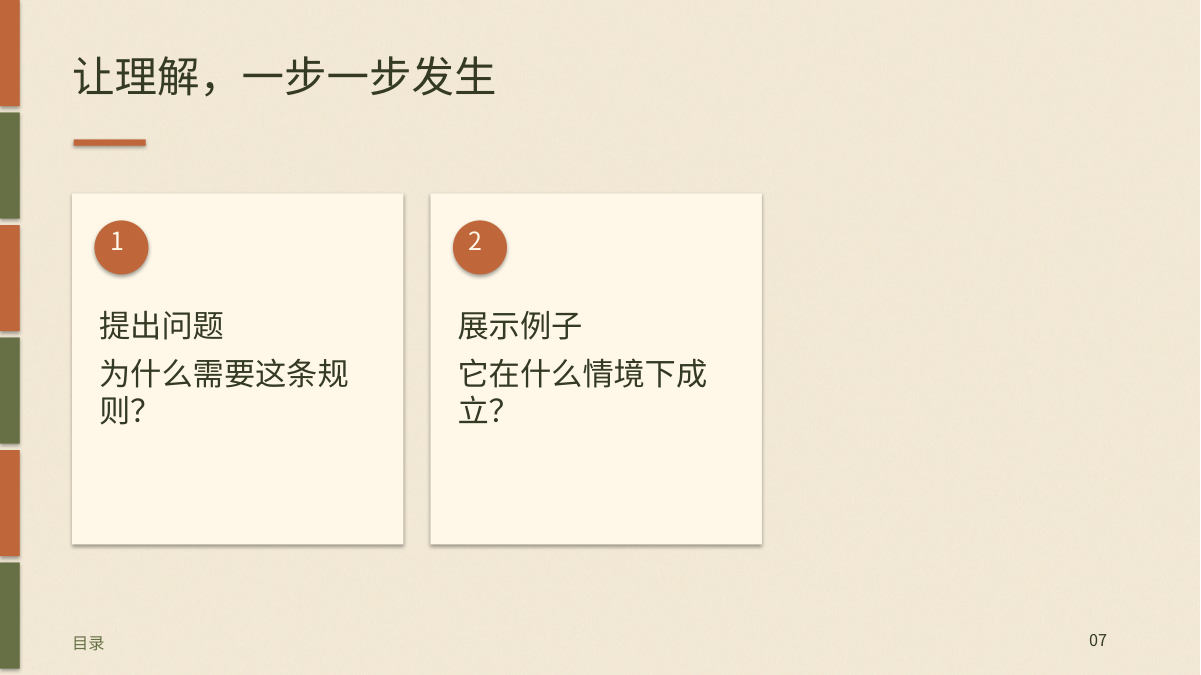 让理解，一步一步发生
1
提出问题
为什么需要这条规
则？
2
展示例子
它在什么情境下成
立？
目录
07